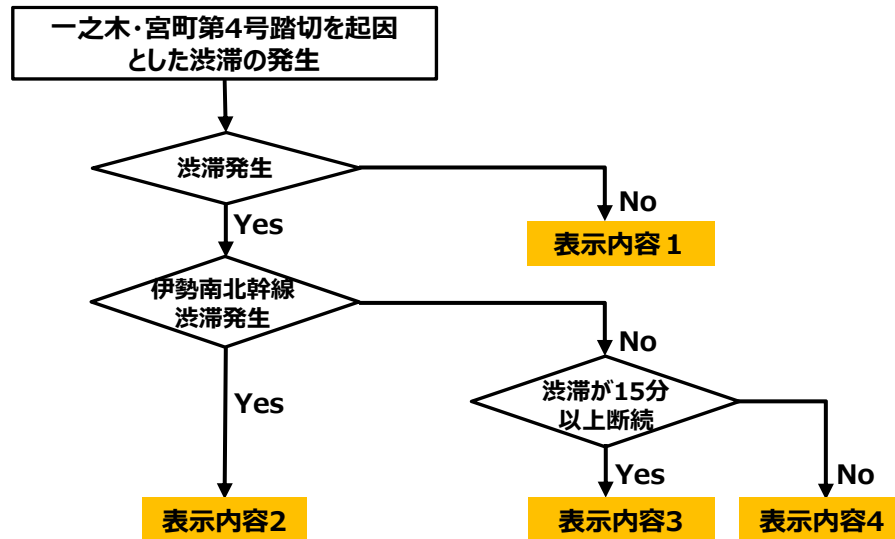 一之木・宮町第4号踏切を起因
とした渋滞の発生
渋滞発生
No
Yes
表示内容１
伊勢南北幹線
渋滞発生
No
Yes
渋滞が15分
以上断続
Yes
No
表示内容2
表示内容3
表示内容4